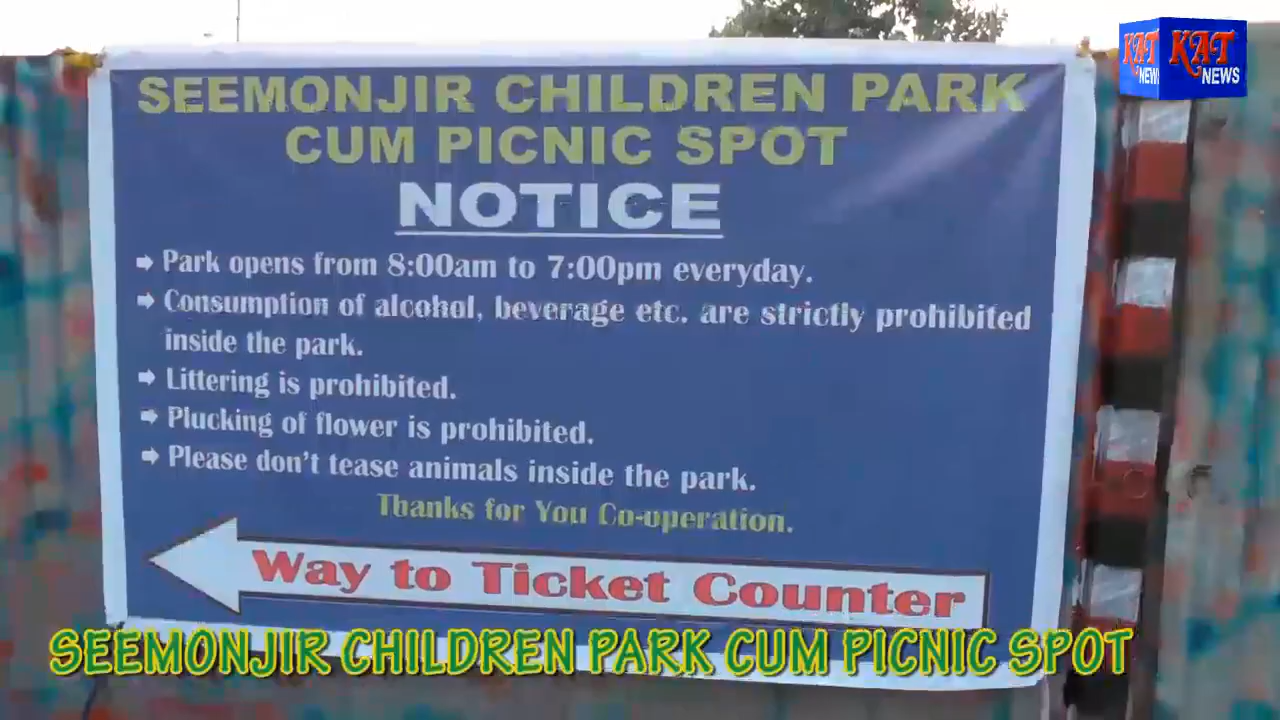 KAT
NEWS
KAT
NEWS
SEEMONJIR CHILDREN PARK
CUM PICNIC SPOT
NOTICE
Park opens from 8:00am to 7:00pm everyday.
Consumption of alcohol, beverage etc. are strictly prohibited
inside the park.
Littering is prohibited.
Plucking of flower is prohibited.
Please don't tease animals inside the park.
Thanks for You Co-operation.
Way to Ticket Counter
SEEMONJIR CHILDREN PARK CUM PICNIC SPOT